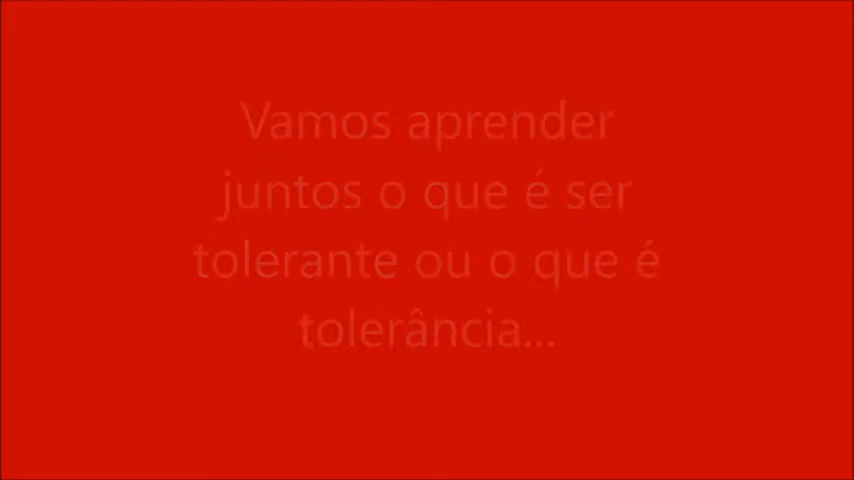 Vamos aprender
juntos o que é ser
tolerante ou o que é
tolerância...